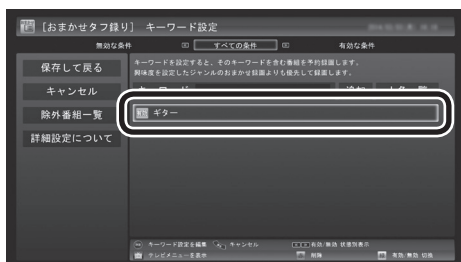 [おまかせタフ録り] キーワード設定
無効な条件 すべての条件 有効な条件
保存して戻る
キャンセル
除外番組一覧
詳細設定について
キーワードを設定すると、そのキーワードを含む番組を予約録画します。
興味度を設定したジャンルのおまかせ録画よりも優先して録画します。
ギター
キーワード設定を編集 キャンセル 有効/無効 状態別表示
テレビメニューを表示 削除 有効/無効 切換